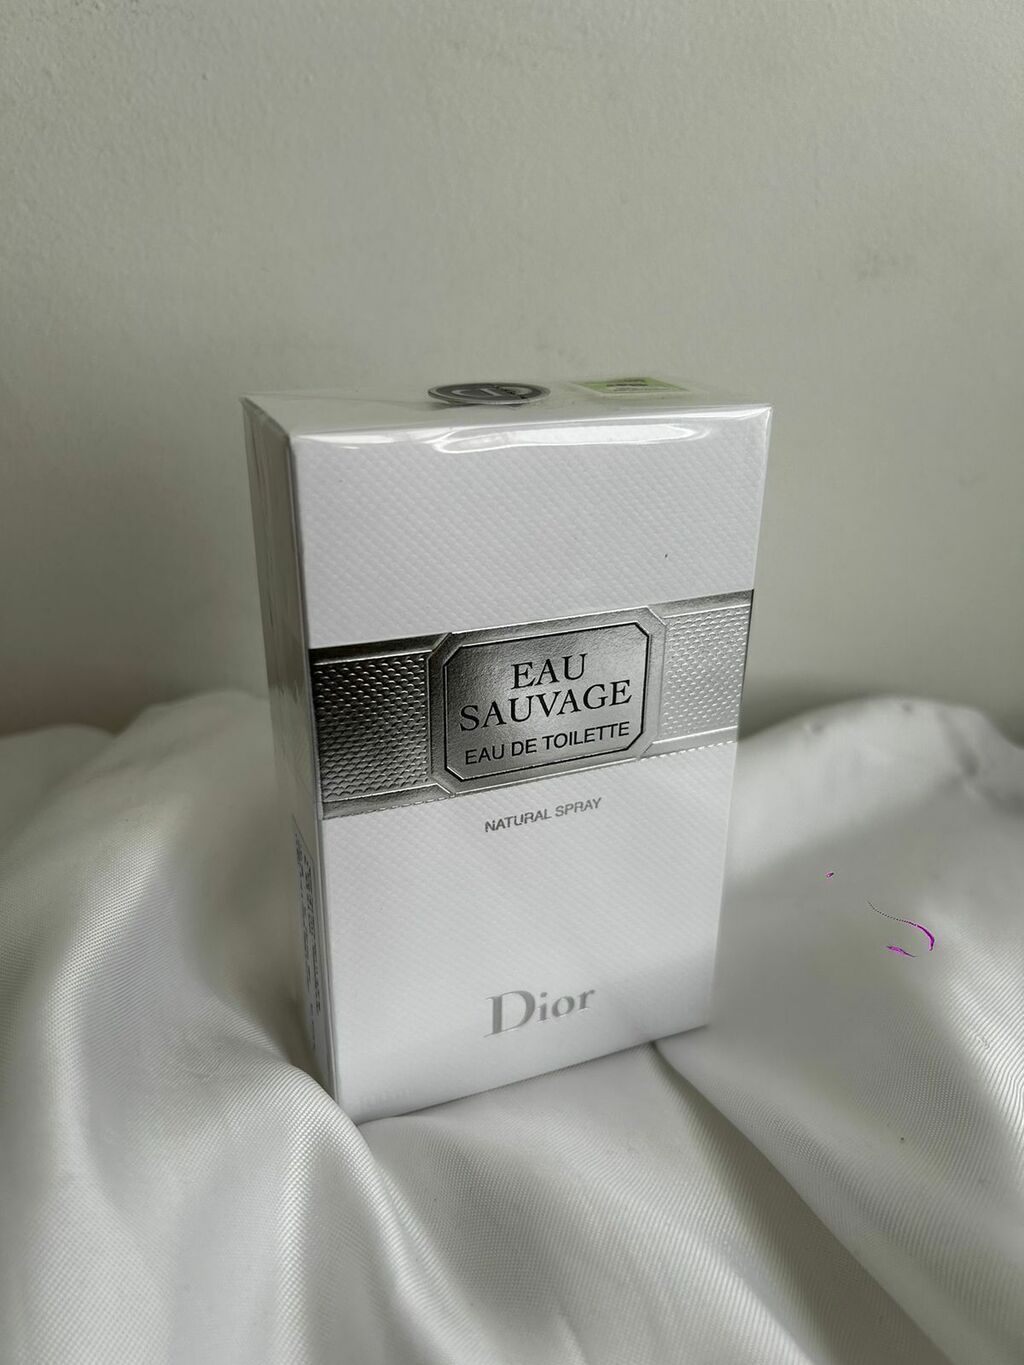 EAU
SAUVAGE
EAU DE TOILETTE
NATURAL SPRAY
Dior